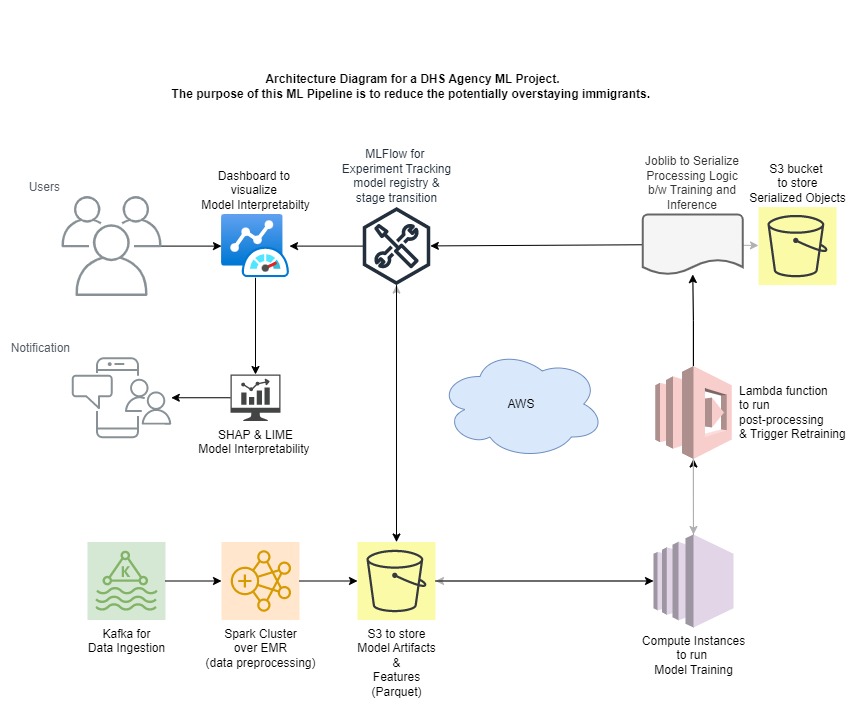 Architecture Diagram for a DHS Agency ML Project.
The purpose of this ML Pipeline is to reduce the potentially overstaying immigrants.
Users
Dashboard to
visualize
Model Interpretabilty
MLFlow for
Experiment Tracking
model registry &
stage transition
Joblib to Serialize
Processing Logic
b/w Training and
Inference
S3 bucket
to store
Serialized Objects
Notification
SHAP & LIME
Model Interpretability
AWS
Lambda function
to run
post-processing
& Trigger Retraining
K
Kafka for
Data Ingestion
Spark Cluster
over EMR
(data preprocessing)
S3 to store
Model Artifacts
&
Features
(Parquet)
Compute Instances
to run
Model Training